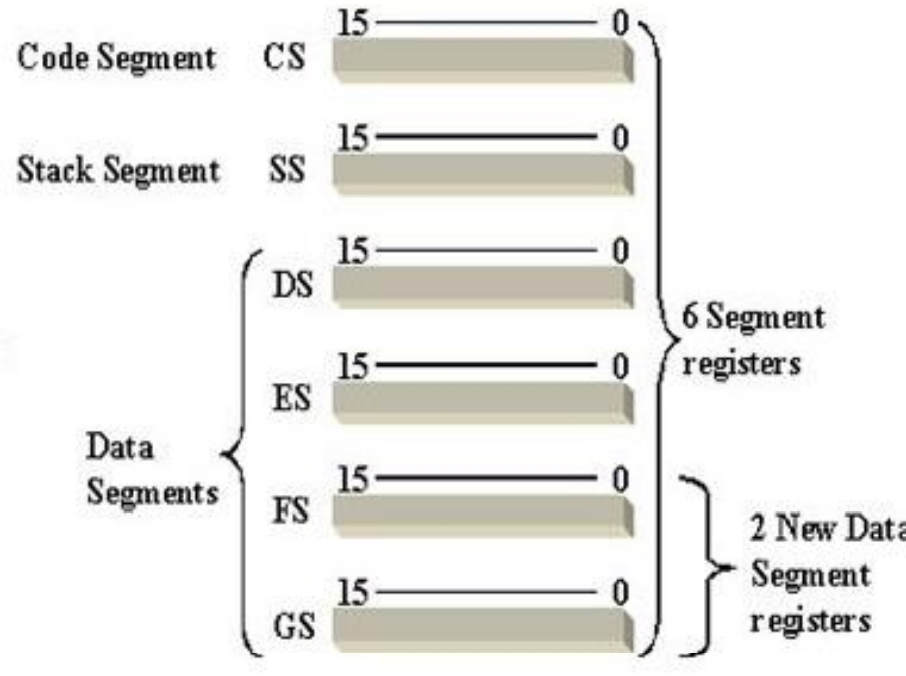 15 0
Code Segment CS
15 0
Stack Segment SS
15 0
DS
6 Segment
registers
15 0
ES
Data
Segments
15 0
FS
2 New Data
Segment
registers
15 0
GS